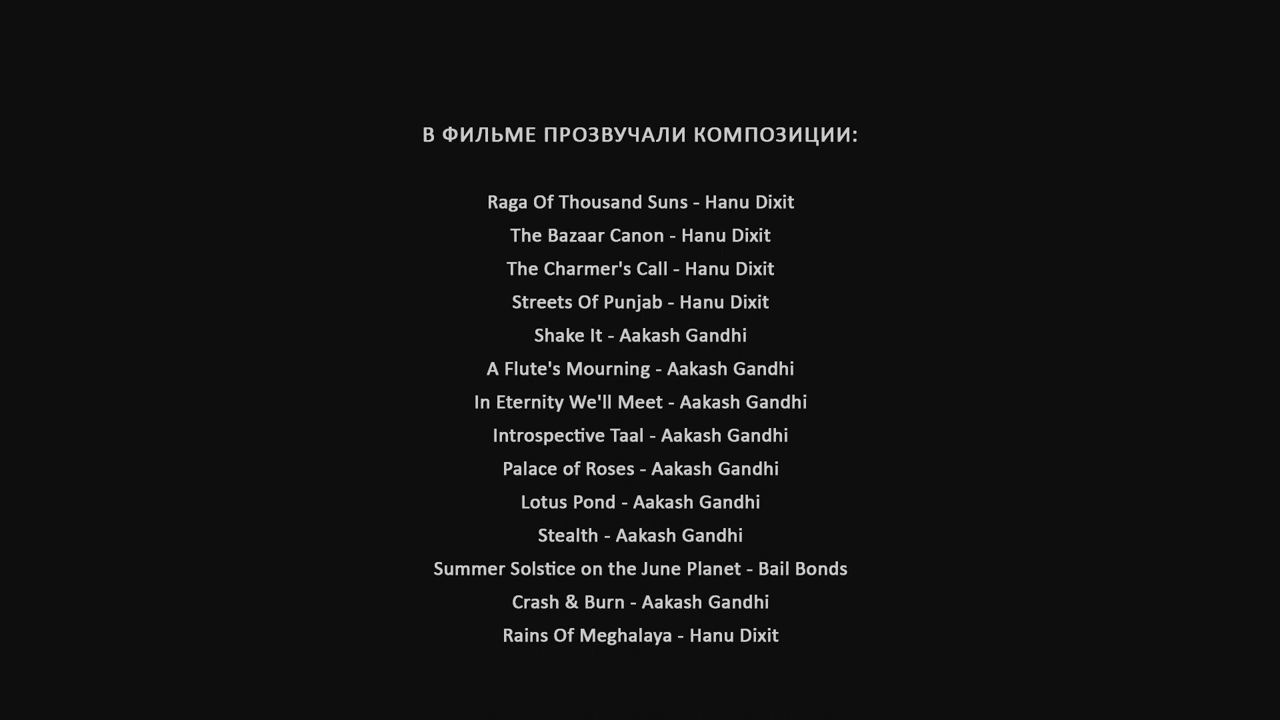 В ФИЛЬМЕ ПРОЗВУЧАЛИ КОМПОЗИЦИИ:
Raga Of Thousand Suns - Hanu Dixit
The Bazaar Canon - Hanu Dixit
The Charmer's Call - Hanu Dixit
Streets Of Punjab - Hanu Dixit
Shake It - Aakash Gandhi
A Flute's Mourning - Aakash Gandhi
In Eternity We'll Meet - Aakash Gandhi
Introspective Taal - Aakash Gandhi
Palace of Roses - Aakash Gandhi
Lotus Pond - Aakash Gandhi
Stealth - Aakash Gandhi
Summer Solstice on the June Planet - Bail Bonds
Crash & Burn - Aakash Gandhi
Rains Of Meghalaya - Hanu Dixit